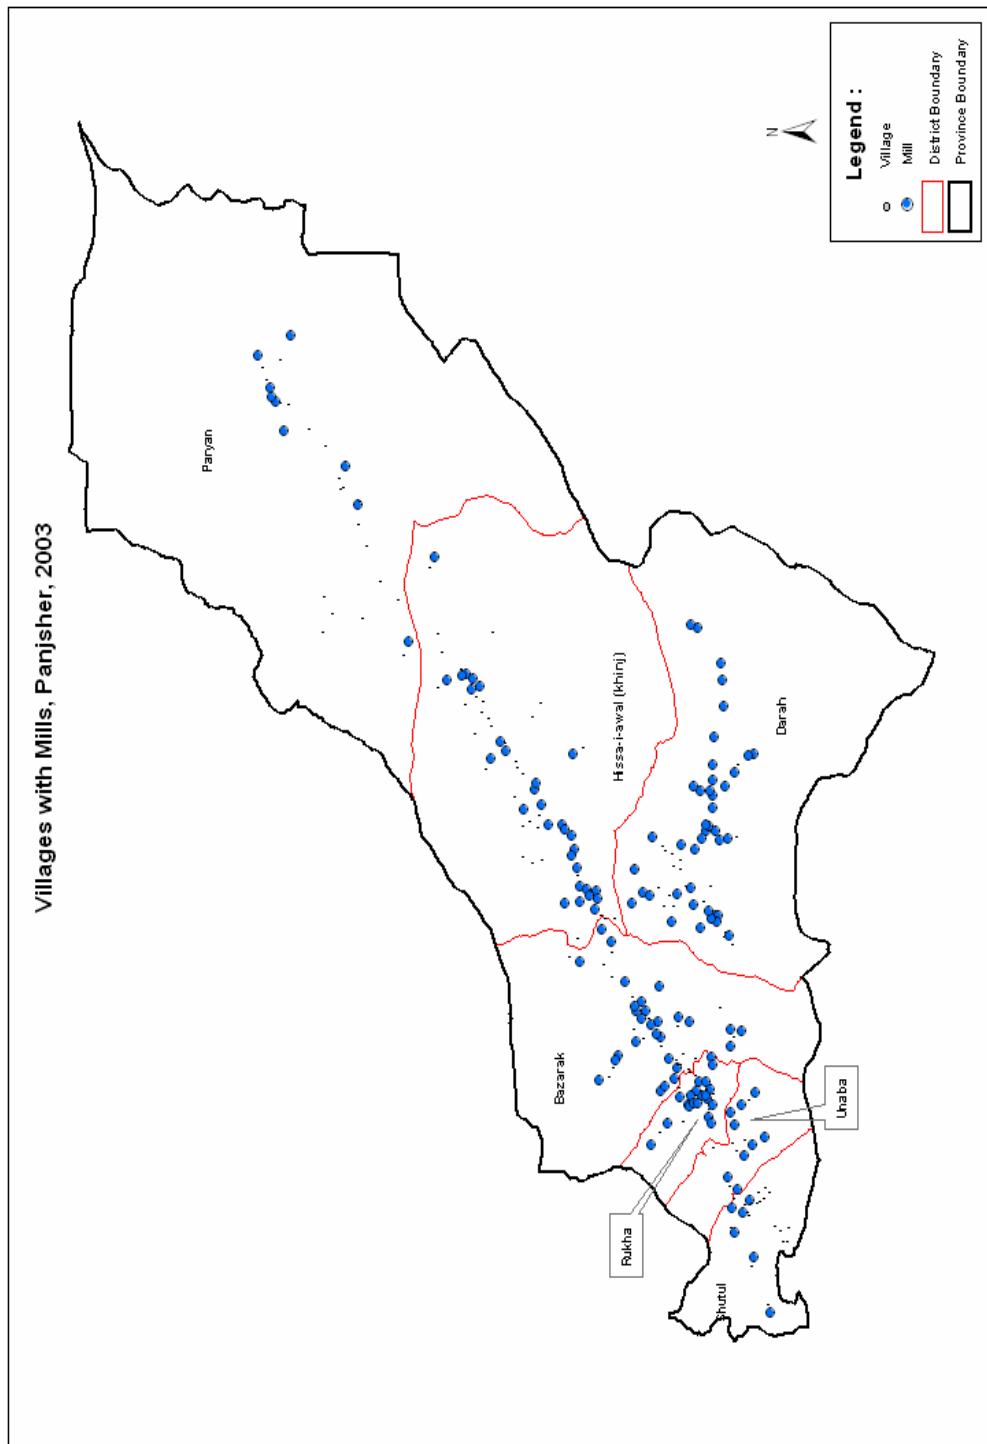 Villages with Mills, Panjsher, 2003
Paryan
Hissa-i-awal (khinj)
Darah
Bazarak
Unaba
Rukha
Shutul
N
Legend :
Village
Mill
District Boundary
Province Boundary